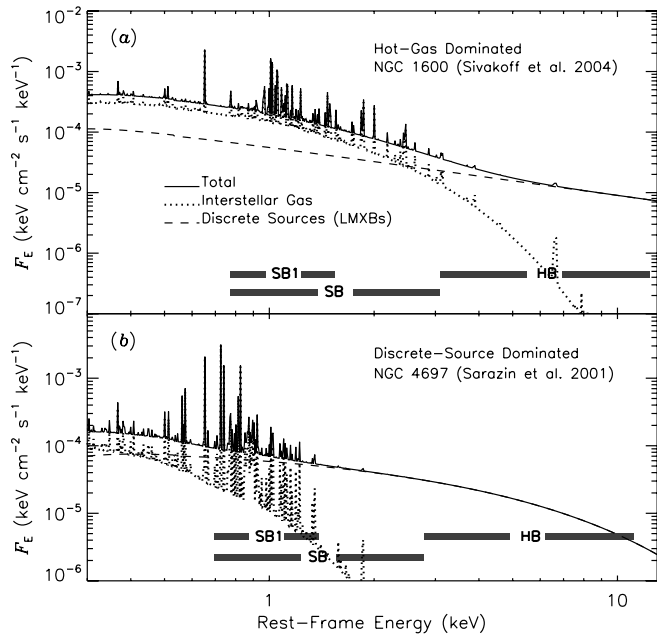 (a)
Hot-Gas Dominated
NGC 1600 (Sivakoff et al. 2004)
10⁻²
10⁻³
10⁻⁴
10⁻⁵
10⁻⁶
10⁻⁷
F_E (keV cm⁻² s⁻¹ keV⁻¹)
Total
Interstellar Gas
Discrete Sources (LMXBs)
SB1
HB
SB
(b)
Discrete-Source Dominated
NGC 4697 (Sarazin et al. 2001)
10⁻³
10⁻⁴
10⁻⁵
10⁻⁶
F_E (keV cm⁻² s⁻¹ keV⁻¹)
SB1
HB
SB
1
10
Rest-Frame Energy (keV)